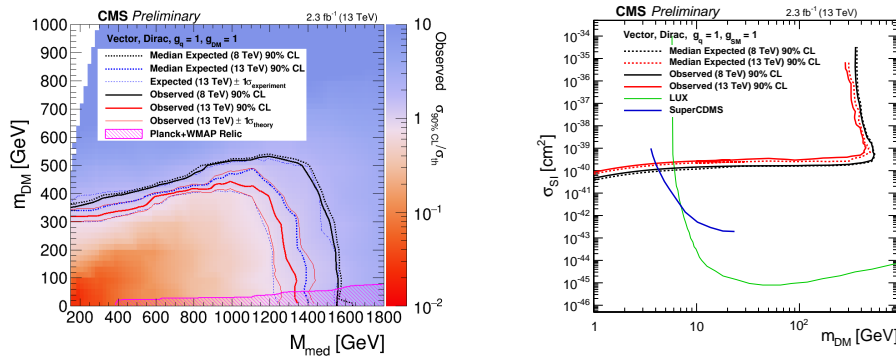 CMS Preliminary 2.3 fb⁻¹ (13 TeV)
Vector, Dirac, g_q = 1, g_DM = 1
Median Expected (8 TeV) 90% CL
Median Expected (13 TeV) 90% CL
Expected (13 TeV) ± 1σ_experiment
Observed (8 TeV) 90% CL
Observed (13 TeV) 90% CL
Observed (13 TeV) ± 1σ_theory
Planck+WMAP Relic
m_DM [GeV]
1000
900
800
700
600
500
400
300
200
100
0
200 400 600 800 1000 1200 1400 1600 1800
M_med [GeV]
10
1
10⁻¹
10⁻²
Observed σ_90% CL/σ_th
CMS Preliminary 2.3 fb⁻¹ (13 TeV)
Vector, Dirac, g_q = 1, g_SM = 1
Median Expected (8 TeV) 90% CL
Median Expected (13 TeV) 90% CL
Observed (8 TeV) 90% CL
Observed (13 TeV) 90% CL
LUX
SuperCDMS
σ_SI [cm²]
10⁻³⁴
10⁻³⁵
10⁻³⁶
10⁻³⁷
10⁻³⁸
10⁻³⁹
10⁻⁴⁰
10⁻⁴¹
10⁻⁴²
10⁻⁴³
10⁻⁴⁴
10⁻⁴⁵
10⁻⁴⁶
1 10 10²
m_DM [GeV]